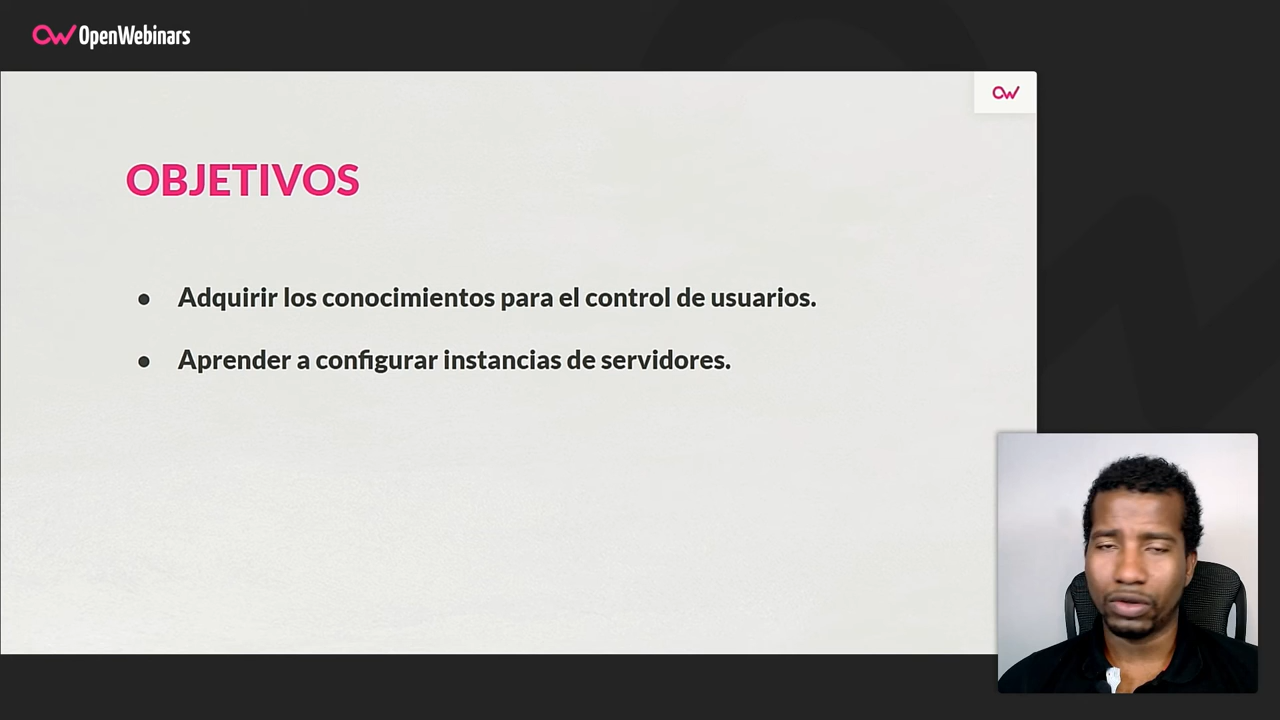 OpenWebinars
OBJETIVOS
● Adquirir los conocimientos para el control de usuarios.
● Aprender a configurar instancias de servidores.